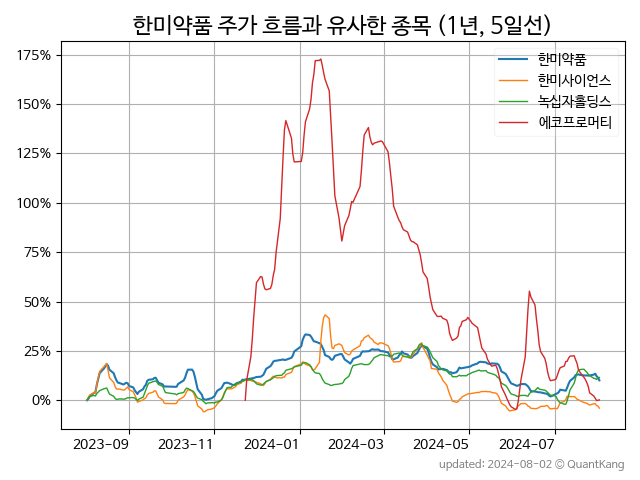 한미약품 주가 흐름과 유사한 종목 (1년, 5일선)
175%
150%
125%
100%
75%
50%
25%
0%
한미약품
한미사이언스
녹십자홀딩스
에코프로머티
2023-09
2023-11
2024-01
2024-03
2024-05
2024-07
updated: 2024-08-02 © QuantKang